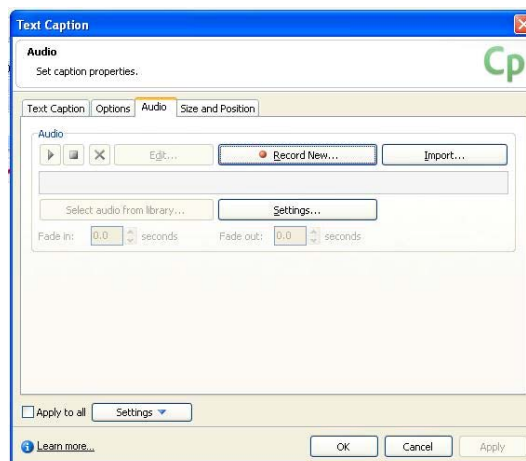 Text Caption
Audio
Set caption properties.
Cp
Text Caption Options Audio Size and Position
Audio
Edit... Record New... Import...
Select audio from library... Settings...
Fade in: 0.0 seconds Fade out: 0.0 seconds
Apply to all Settings
Learn more... OK Cancel Apply